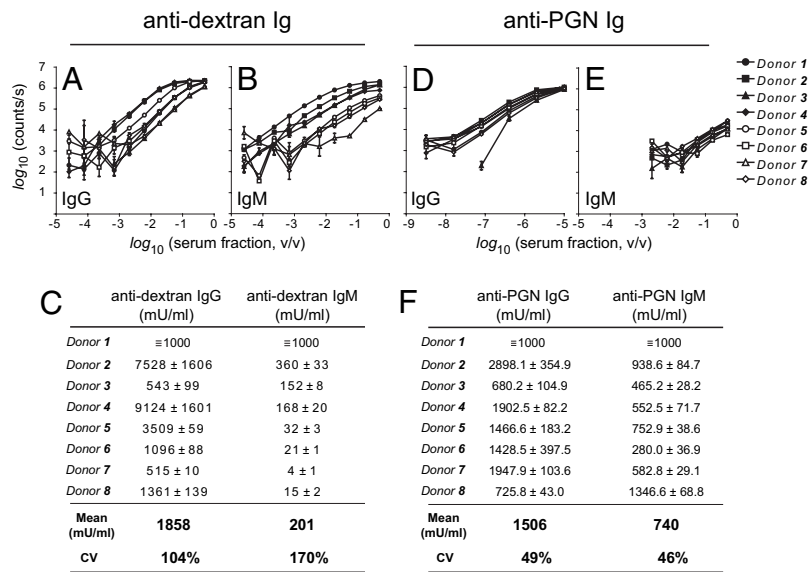 anti-dextran Ig
anti-PGN Ig
A
B
D
E
7
6
5
4
3
2
1
log10 (counts/s)
IgG
IgM
IgG
IgM
-5 -4 -3 -2 -1 0
-5 -4 -3 -2 -1 0
-9 -8 -7 -6 -5
-5 -4 -3 -2 -1 0
log10 (serum fraction, v/v)
log10 (serum fraction, v/v)
Donor 1
Donor 2
Donor 3
Donor 4
Donor 5
Donor 6
Donor 7
Donor 8
C
anti-dextran IgG (mU/ml) anti-dextran IgM (mU/ml)
Donor 1 ≡1000 ≡1000
Donor 2 7528 ± 1606 360 ± 33
Donor 3 543 ± 99 152 ± 8
Donor 4 9124 ± 1601 168 ± 20
Donor 5 3509 ± 59 32 ± 3
Donor 6 1096 ± 88 21 ± 1
Donor 7 515 ± 10 4 ± 1
Donor 8 1361 ± 139 15 ± 2
Mean (mU/ml) 1858 201
CV 104% 170%
F
anti-PGN IgG (mU/ml) anti-PGN IgM (mU/ml)
Donor 1 ≡1000 ≡1000
Donor 2 2898.1 ± 354.9 938.6 ± 84.7
Donor 3 680.2 ± 104.9 465.2 ± 28.2
Donor 4 1902.5 ± 82.2 552.5 ± 71.7
Donor 5 1466.6 ± 183.2 752.9 ± 38.6
Donor 6 1428.5 ± 397.5 280.0 ± 36.9
Donor 7 1947.9 ± 103.6 582.8 ± 29.1
Donor 8 725.8 ± 43.0 1346.6 ± 68.8
Mean (mU/ml) 1506 740
CV 49% 46%